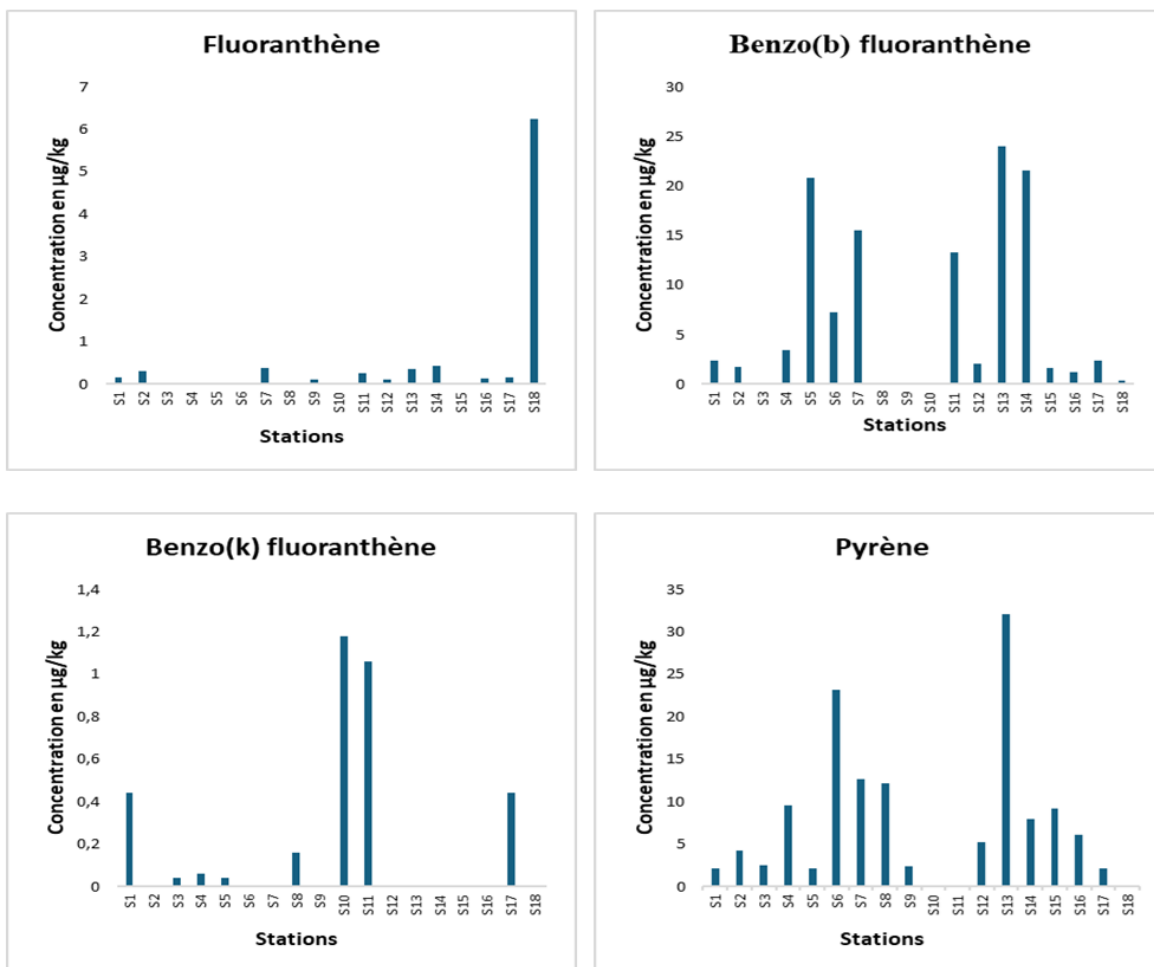 Fluoranthène
Concentration en µg/kg
7
6
5
4
3
2
1
0
S1 S2 S3 S4 S5 S6 S7 S8 S9 S10 S11 S12 S13 S14 S15 S16 S17 S18
Stations
Benzo(b) fluoranthène
Concentration en µg/kg
30
25
20
15
10
5
0
S1 S2 S3 S4 S5 S6 S7 S8 S9 S10 S11 S12 S13 S14 S15 S16 S17 S18
Stations
Benzo(k) fluoranthène
Concentration en µg/kg
1,4
1,2
1
0,8
0,6
0,4
0,2
0
S1 S2 S3 S4 S5 S6 S7 S8 S9 S10 S11 S12 S13 S14 S15 S16 S17 S18
Stations
Pyrène
Concentration en µg/kg
35
30
25
20
15
10
5
0
S1 S2 S3 S4 S5 S6 S7 S8 S9 S10 S11 S12 S13 S14 S15 S16 S17 S18
Stations